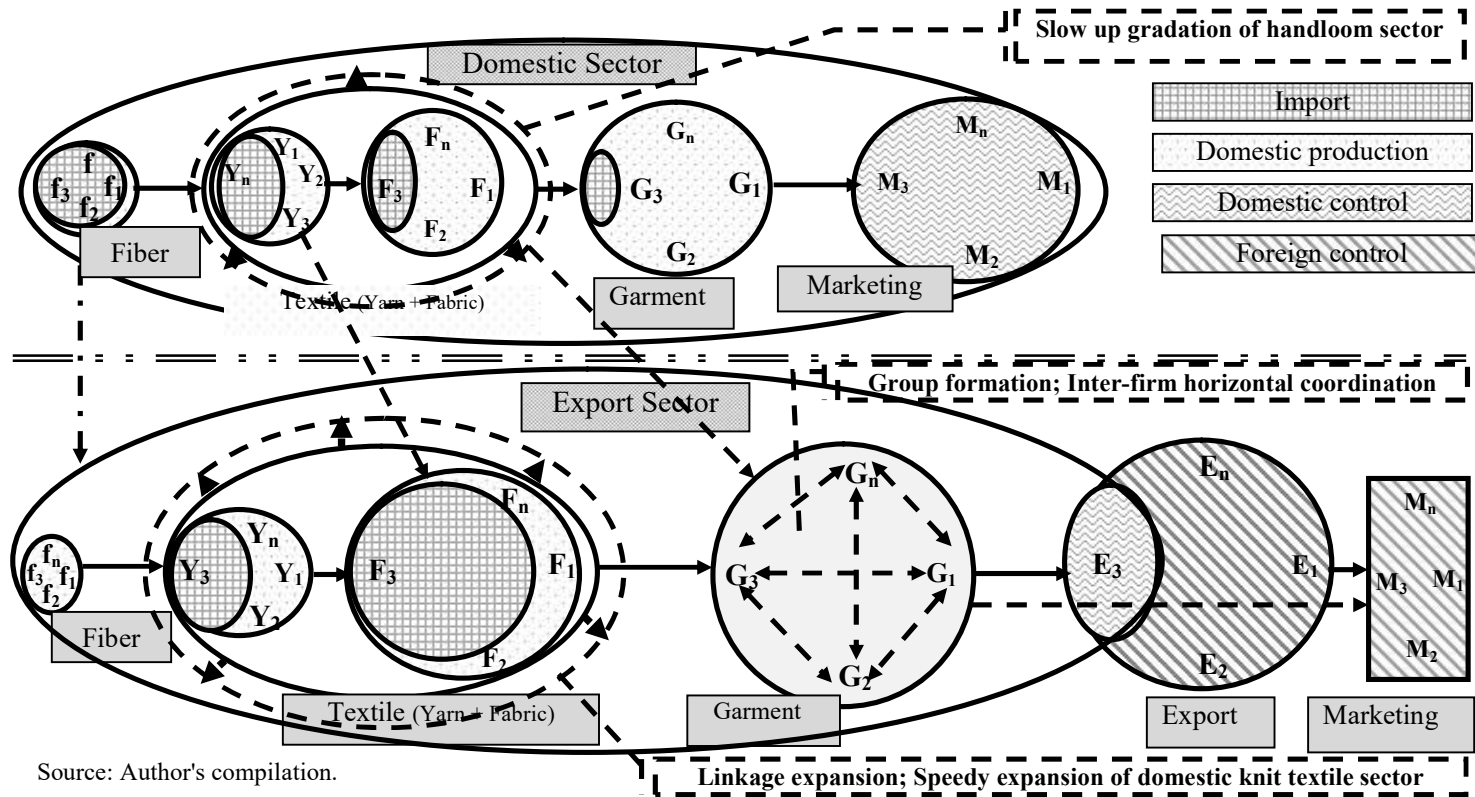 Slow up gradation of handloom sector
Domestic Sector
Import
Domestic production
Domestic control
Foreign control
f
f₃ f₁
f₂
Y₁
Yₙ Y₂
Y₃
Fₙ
F₃ F₁
F₂
Gₙ
G₃ G₁
G₂
Mₙ
M₃ M₁
M₂
Fiber
Textile (Yarn + Fabric)
Garment
Marketing
Group formation; Inter-firm horizontal coordination
Export Sector
fₙ
f₃ f₁
f₂
Yₙ
Y₃ Y₁
Y₂
Fₙ
F₃ F₁
F₂
Gₙ
G₃ G₁
G₂
Eₙ
E₃ E₁
E₂
Mₙ
M₃ M₁
M₂
Fiber
Textile (Yarn + Fabric)
Garment
Export
Marketing
Source: Author's compilation.
Linkage expansion; Speedy expansion of domestic knit textile sector